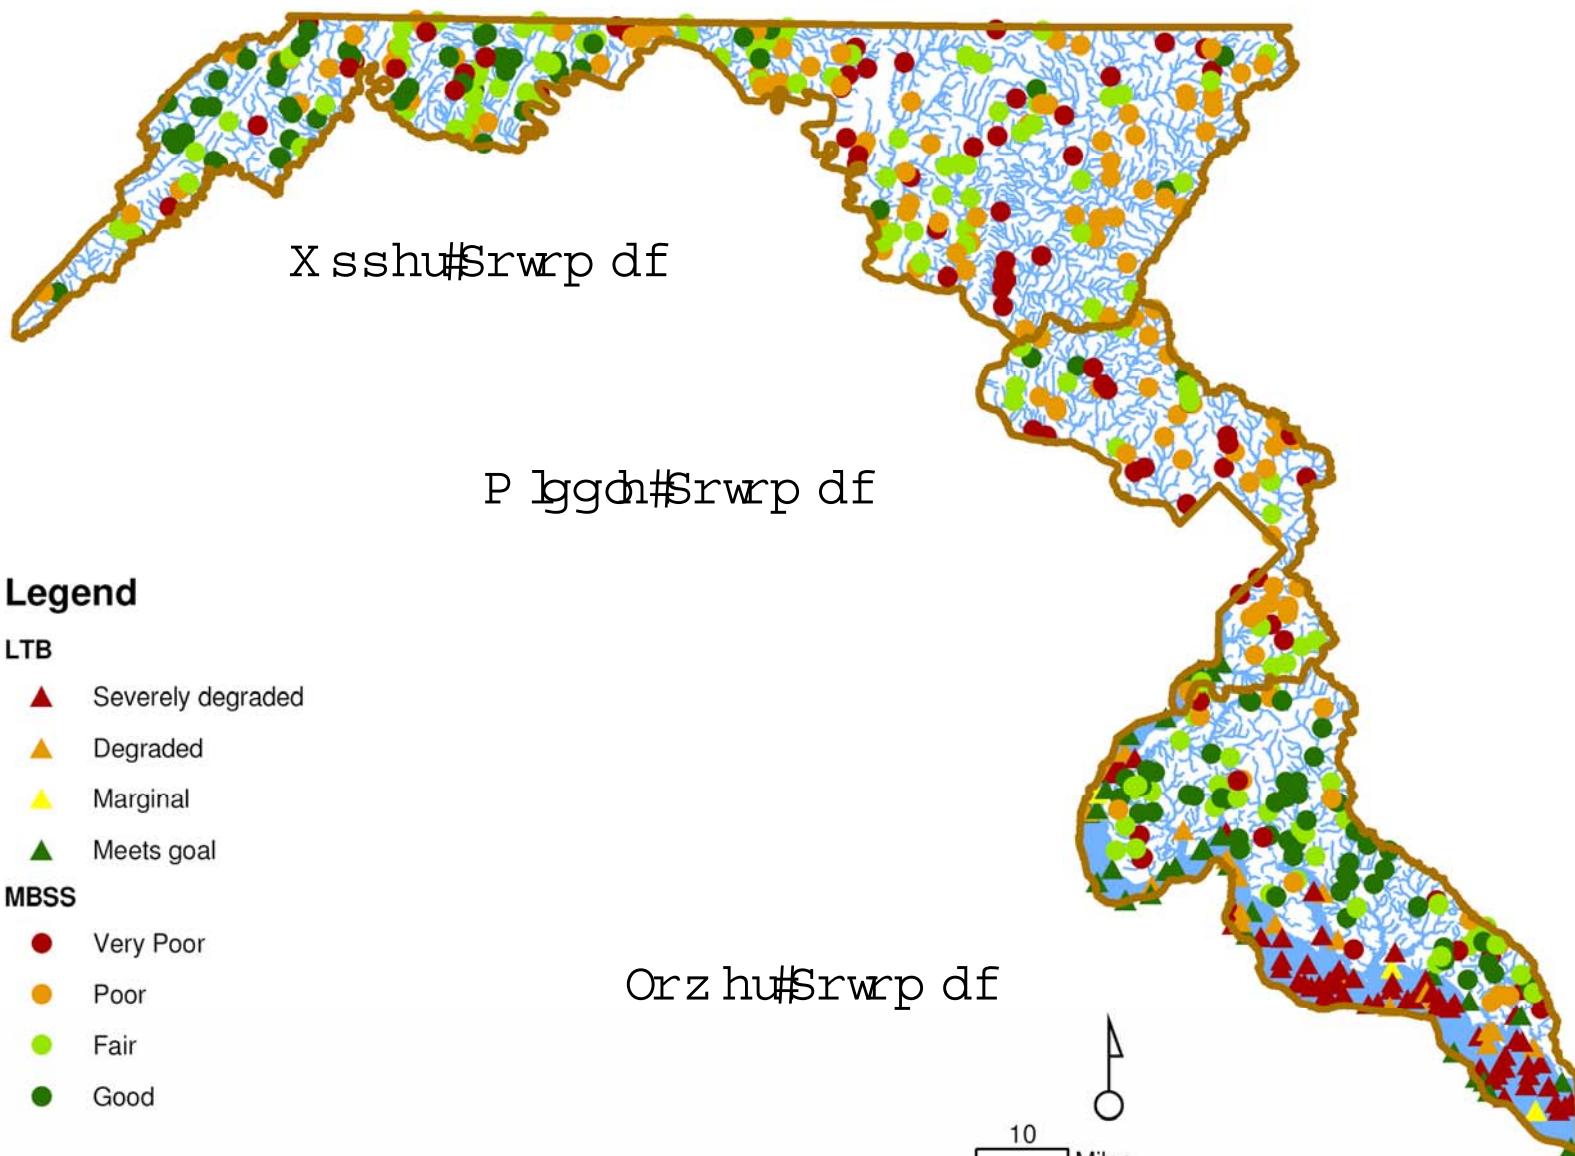 Xsshu#Srwrpdf
Plggoh#Srwrpdf
Legend
LTB
Severely degraded
Degraded
Marginal
Meets goal
MBSS
Very Poor
Poor
Fair
Good
Orzhu#Srwrpdf
10